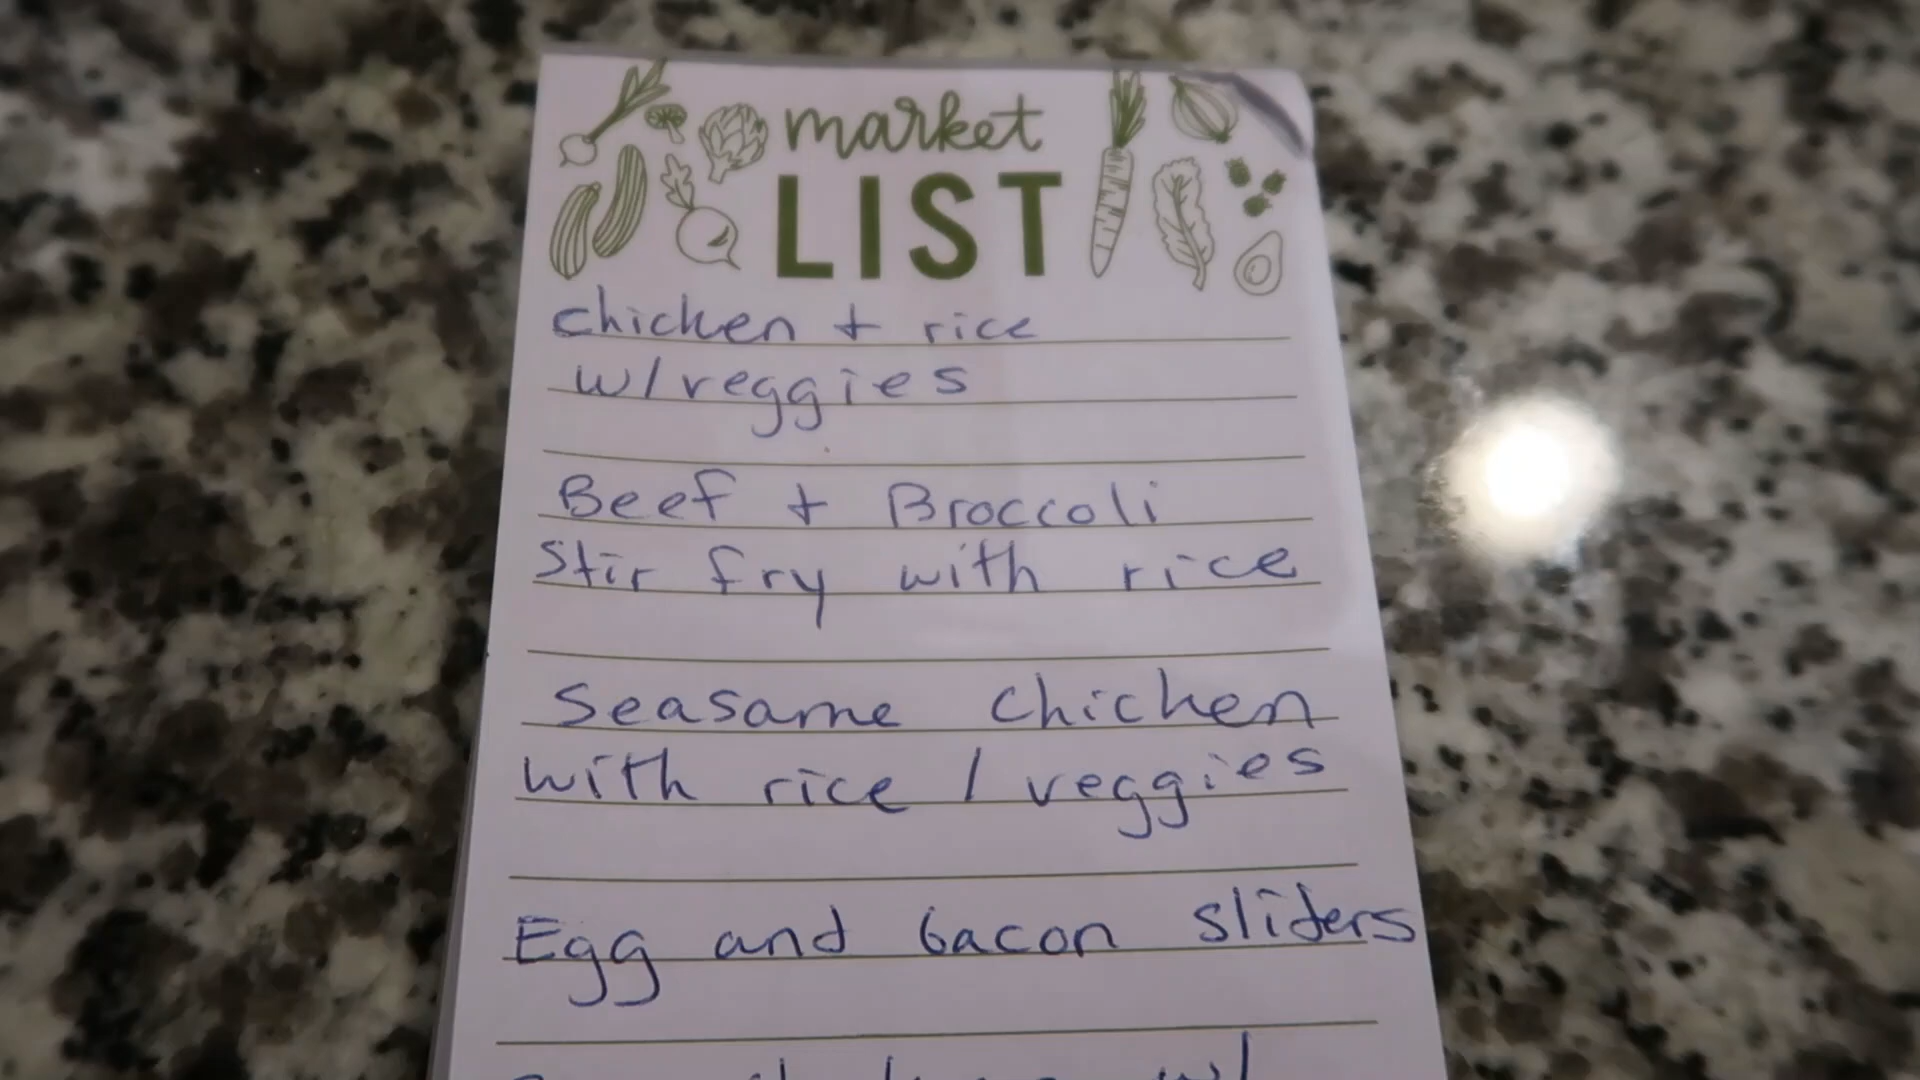 market
LIST
chicken + rice
w/veggies
Beef + Broccoli
Stir fry with rice
Seasame chicken
with rice / veggies
Egg and bacon sliders
w/